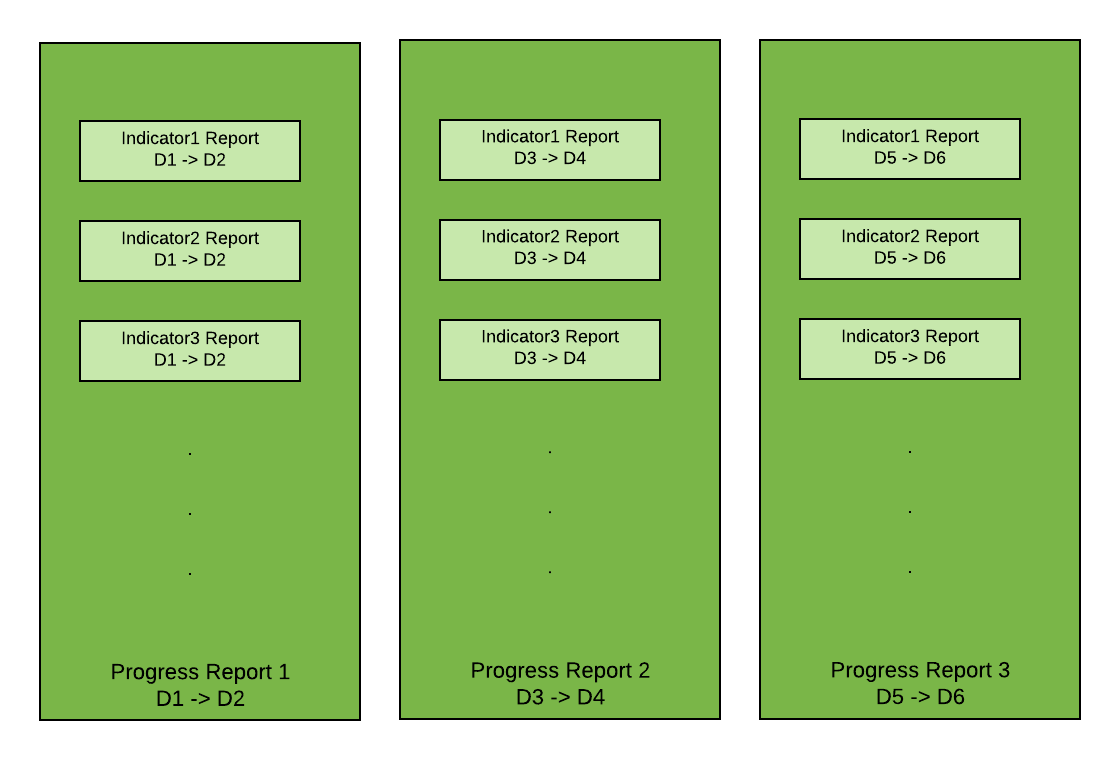 Indicator1 Report
D1 -> D2
Indicator2 Report
D1 -> D2
Indicator3 Report
D1 -> D2
.
.
.
Progress Report 1
D1 -> D2
Indicator1 Report
D3 -> D4
Indicator2 Report
D3 -> D4
Indicator3 Report
D3 -> D4
.
.
.
Progress Report 2
D3 -> D4
Indicator1 Report
D5 -> D6
Indicator2 Report
D5 -> D6
Indicator3 Report
D5 -> D6
.
.
.
Progress Report 3
D5 -> D6